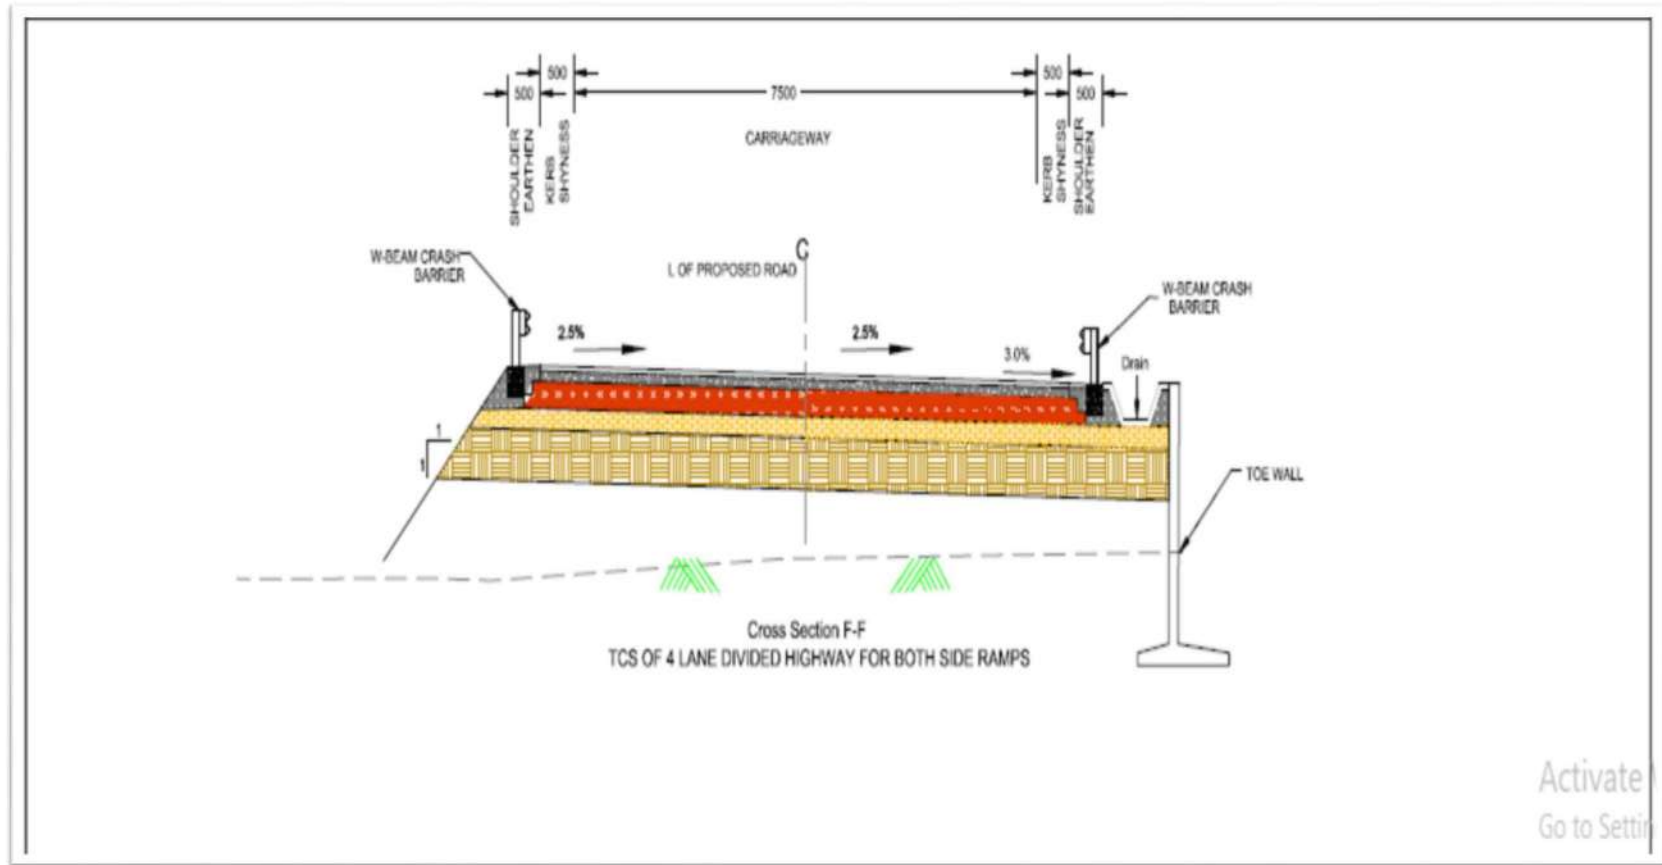 500
500
500
7500
500
CARRIAGEWAY
SHOULDER
EARTHEN
KERB
SHYNESS
KERB
SHYNESS
SHOULDER
EARTHEN
W-BEAM CRASH
BARRIER
C
L OF PROPOSED ROAD
W-BEAM CRASH
BARRIER
2.5%
2.5%
3.0%
Drain
1
1
TOE WALL
Cross Section F-F
TCS OF 4 LANE DIVIDED HIGHWAY FOR BOTH SIDE RAMPS
Activate
Go to Settin